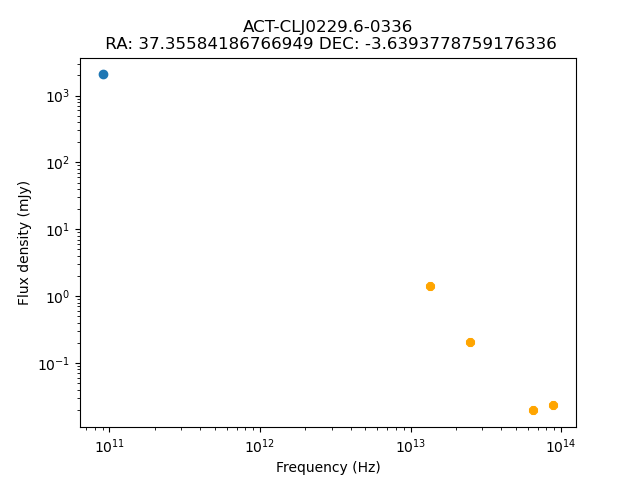 ACT-CLJ0229.6-0336
RA: 37.35584186766949 DEC: -3.6393778759176336
Flux density (mJy)
10³
10²
10¹
10⁰
10⁻¹
10¹¹
10¹²
10¹³
10¹⁴
Frequency (Hz)